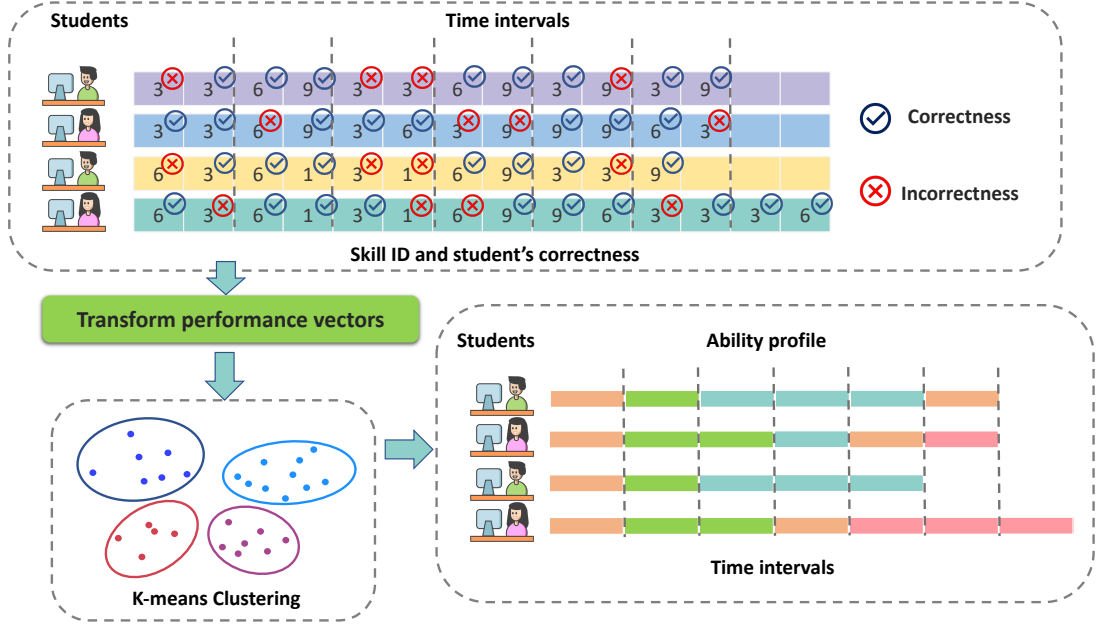 Students Time intervals
3 3 6 9 3 3 6 9 3 9 3 9
3 3 6 9 3 6 3 9 9 9 6 3
6 3 6 1 3 1 6 9 3 3 9
6 3 6 1 3 1 6 9 9 6 3 3 3 6
Correctness
Incorrectness
Skill ID and student's correctness
Transform performance vectors
Students Ability profile
Time intervals
K-means Clustering